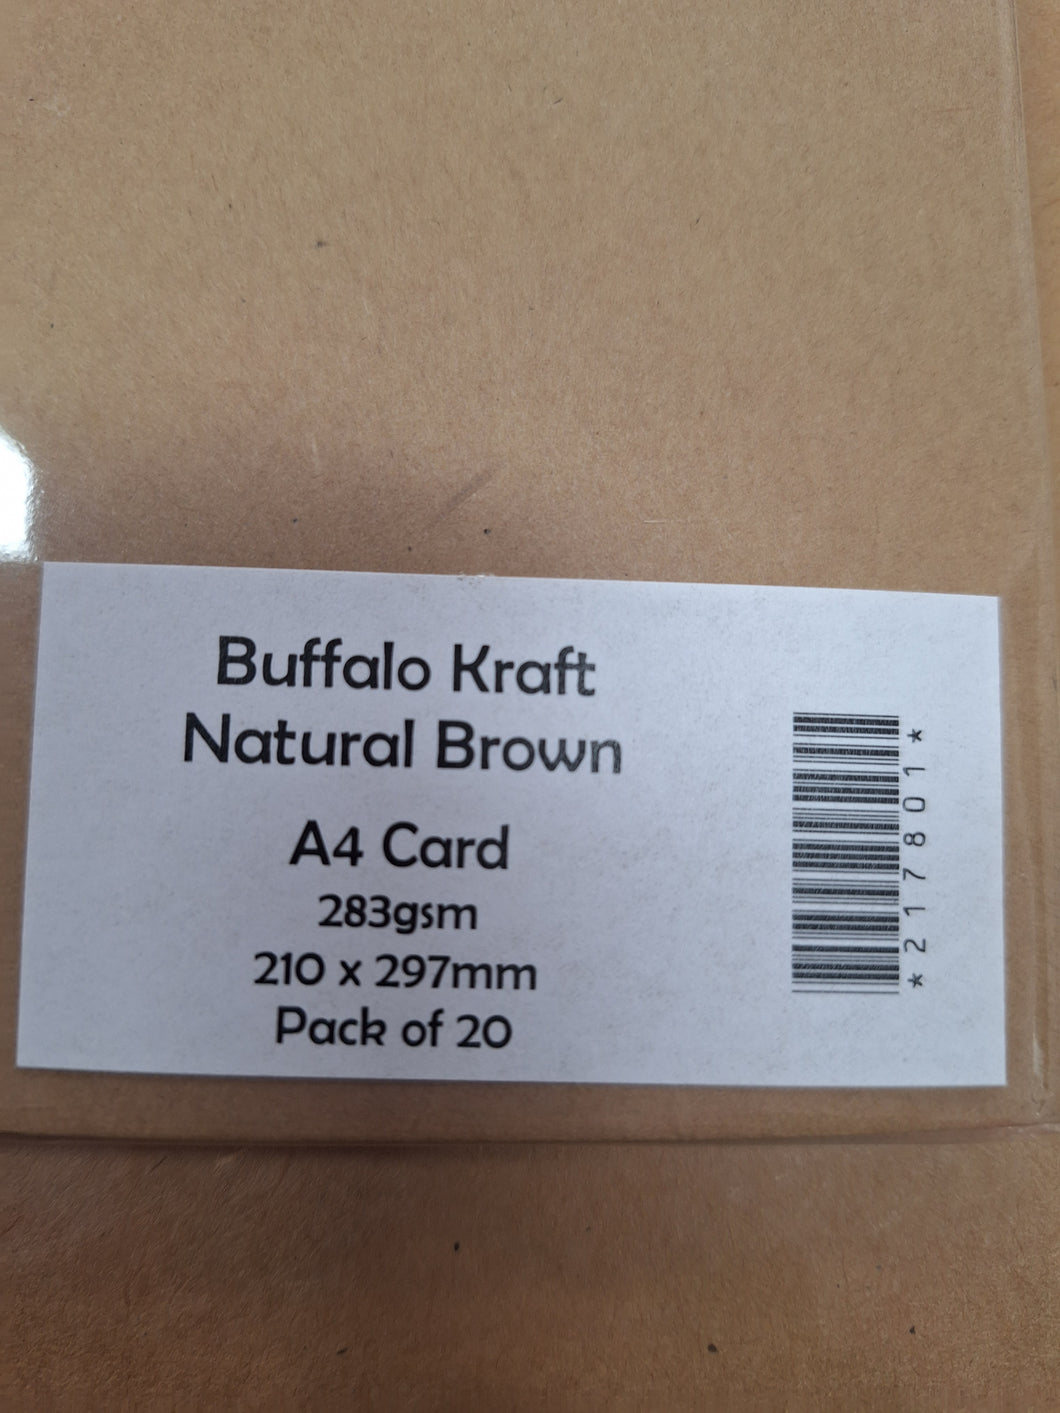 Buffalo Kraft
Natural Brown
A4 Card
283gsm
210 x 297mm
Pack of 20
*217801*